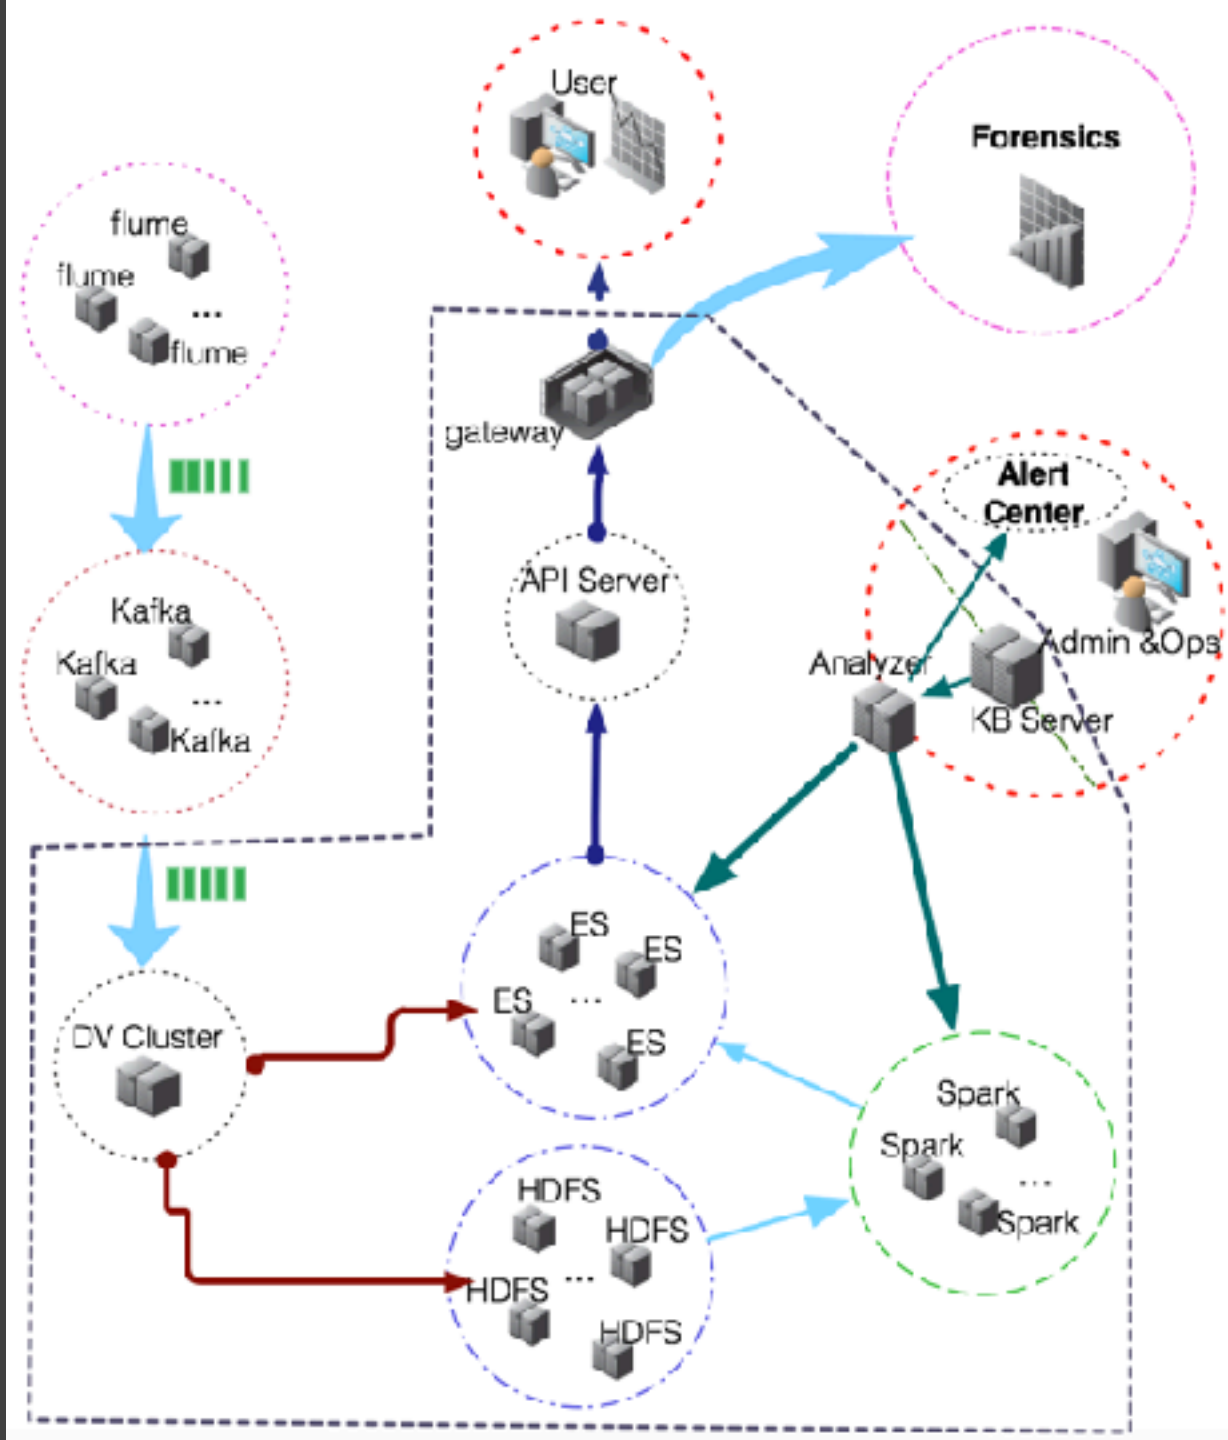 User
Forensics
flume
flume
...
flume
gateway
Alert
Center
API Server
Kafka
Kafka
...
Kafka
Admin &Ops
Analyzer
KB Server
ES
ES
ES
...
ES
DV Cluster
Spark
Spark
...
Spark
HDFS
HDFS
...
HDFS
HDFS